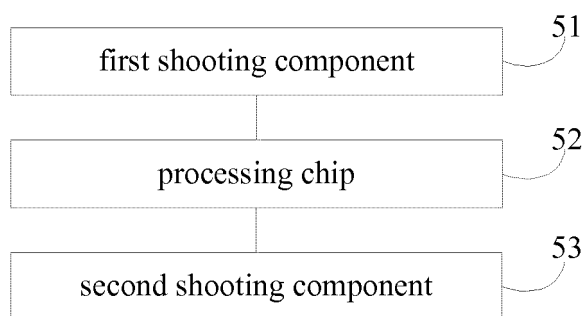 51
first shooting component
52
processing chip
53
second shooting component